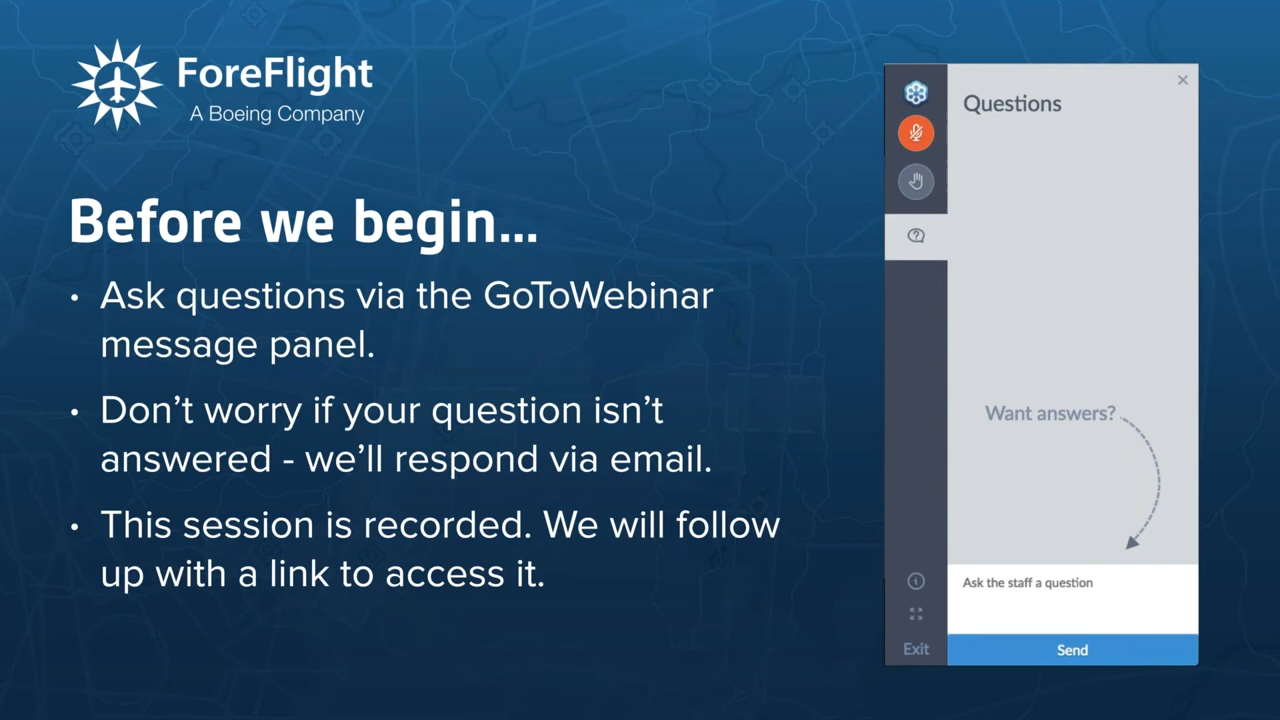 ForeFlight
A Boeing Company
Before we begin...
• Ask questions via the GoToWebinar
message panel.
• Don’t worry if your question isn’t
answered - we’ll respond via email.
• This session is recorded. We will follow
up with a link to access it.
Questions
Want answers?
Ask the staff a question
Exit
Send